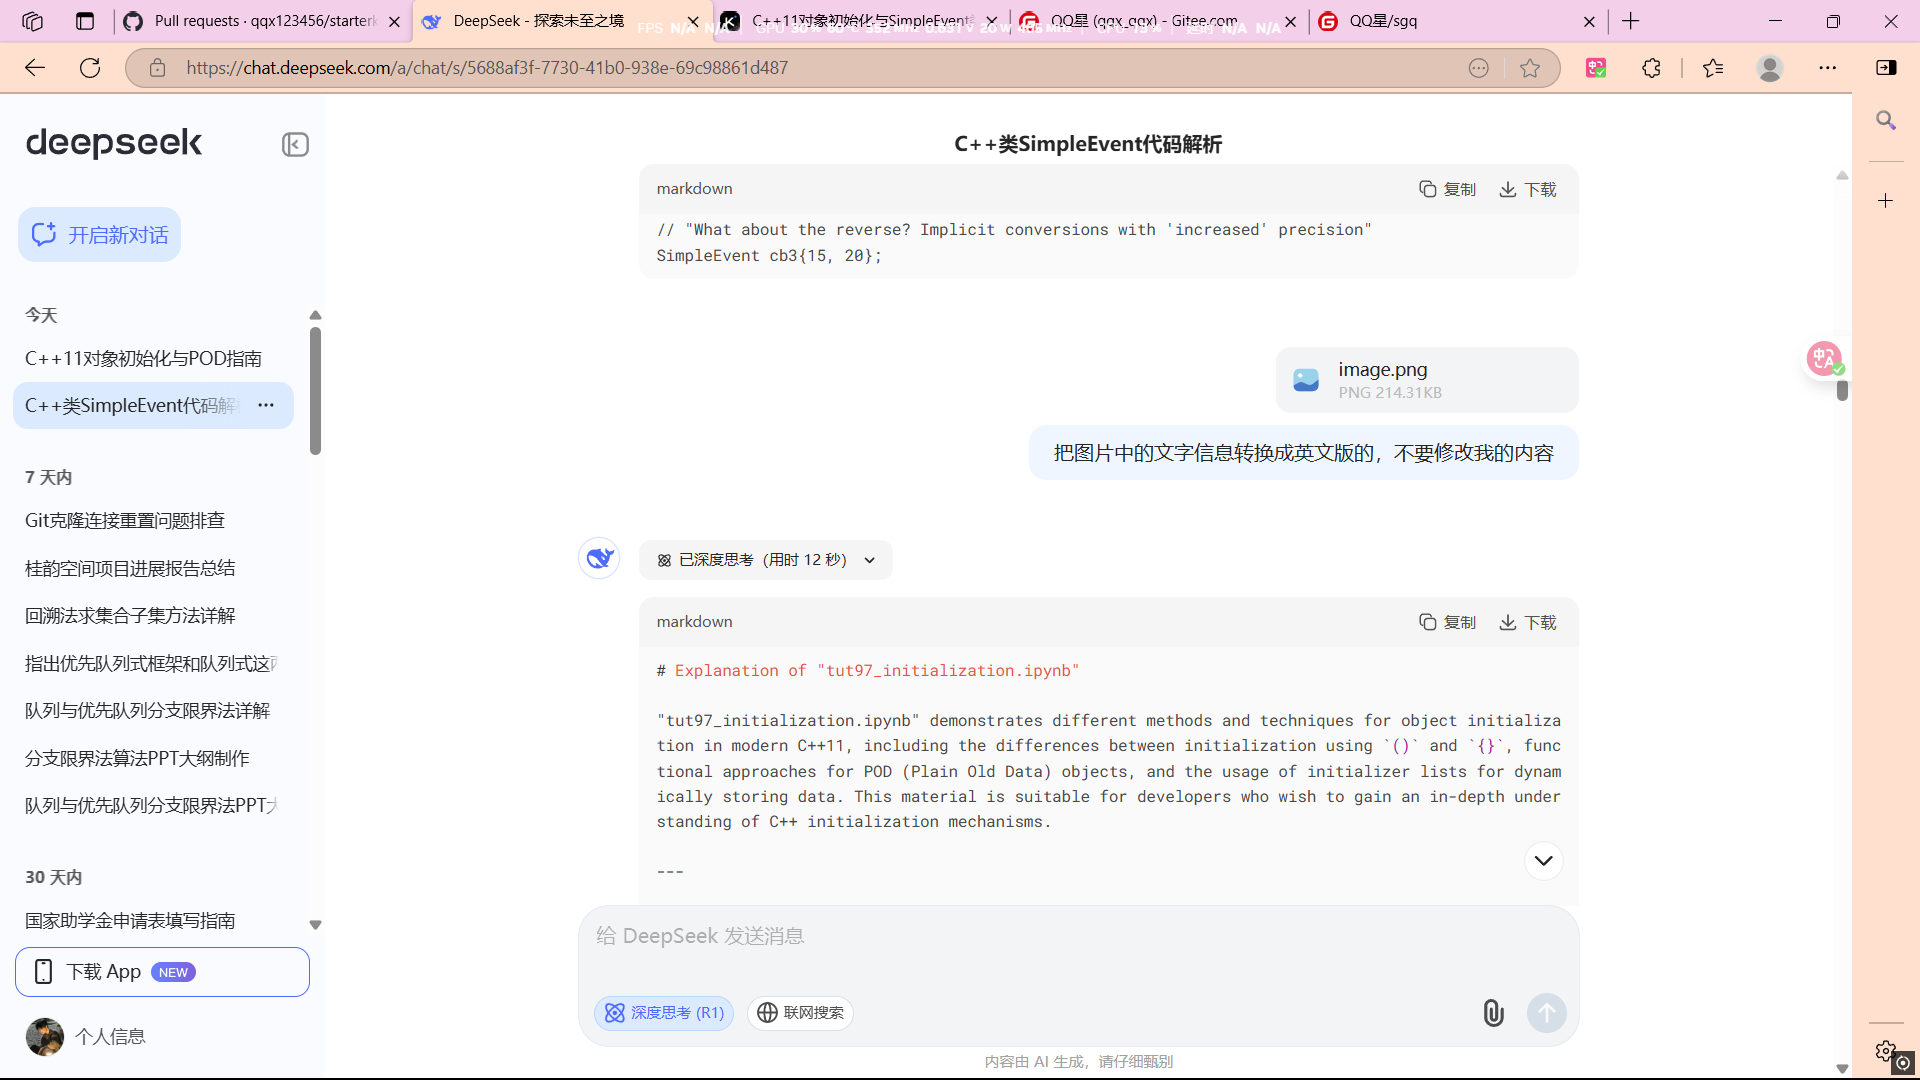 Pull requests · qqx123456/starterk
DeepSeek - 探索未至之境
C++11对象初始化与SimpleEvent
QQ星 (qqx_qqx) - Gitee.com
QQ星/sgq
FPS N/A N/A
https://chat.deepseek.com/a/chat/s/5688af3f-7730-41b0-938e-69c98861d487
deepseek
开启新对话
今天
C++11对象初始化与POD指南
C++类SimpleEvent代码解
7 天内
Git克隆连接重置问题排查
桂韵空间项目进展报告总结
回溯法求集合子集方法详解
指出优先队列式框架和队列式这
队列与优先队列分支限界法详解
分支限界法算法PPT大纲制作
队列与优先队列分支限界法PPT
30 天内
国家助学金申请表填写指南
下载 App NEW
个人信息
C++类SimpleEvent代码解析
markdown
复制
下载
// "What about the reverse? Implicit conversions with 'increased' precision"
SimpleEvent cb3{15, 20};
image.png
PNG 214.31KB
把图片中的文字信息转换成英文版的，不要修改我的内容
已深度思考（用时 12 秒）
markdown
复制
下载
# Explanation of "tut97_initialization.ipynb"
"tut97_initialization.ipynb" demonstrates different methods and techniques for object initializa
tion in modern C++11, including the differences between initialization using `()` and `{}`, func
tional approaches for POD (Plain Old Data) objects, and the usage of initializer lists for dynam
ically storing data. This material is suitable for developers who wish to gain an in-depth under
standing of C++ initialization mechanisms.
---
给 DeepSeek 发送消息
深度思考 (R1)
联网搜索
内容由 AI 生成，请仔细甄别